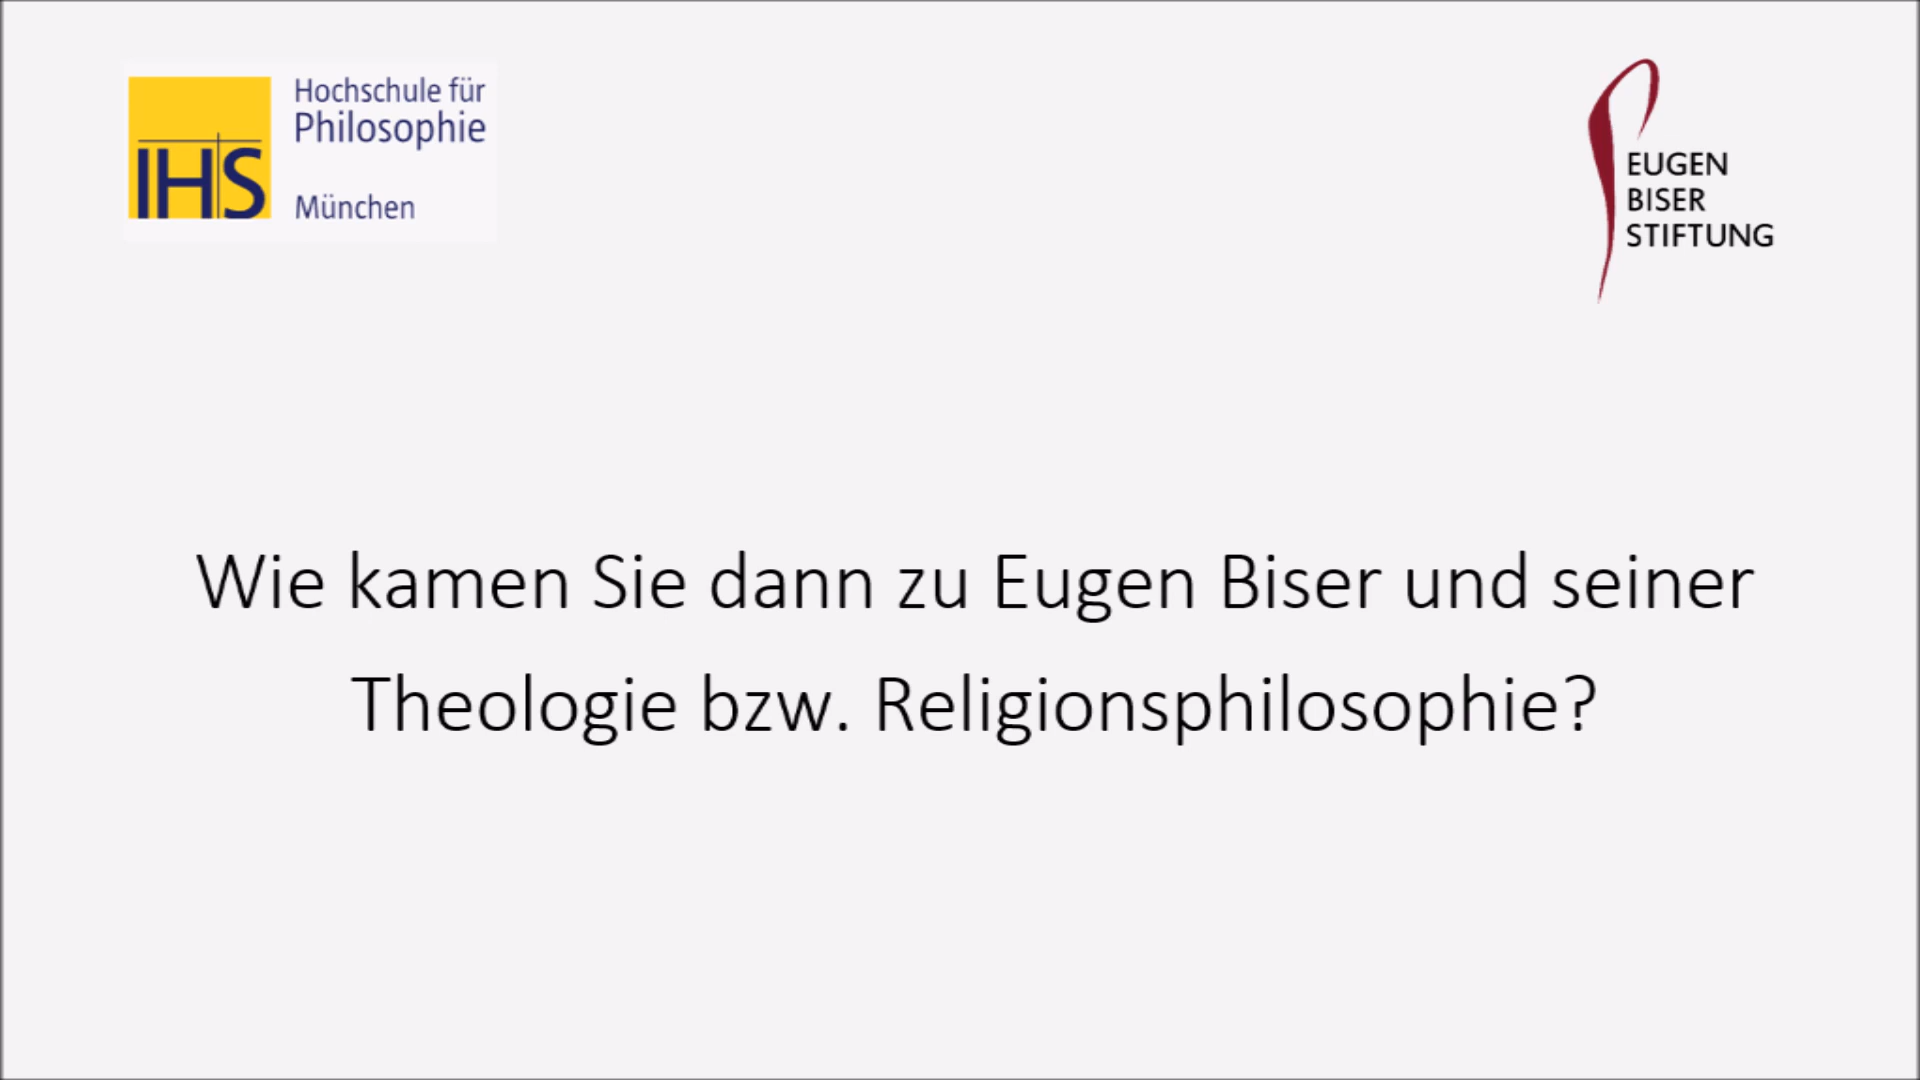 Hochschule für
Philosophie
IHS
München
EUGEN
BISER
STIFTUNG
Wie kamen Sie dann zu Eugen Biser und seiner
Theologie bzw. Religionsphilosophie?